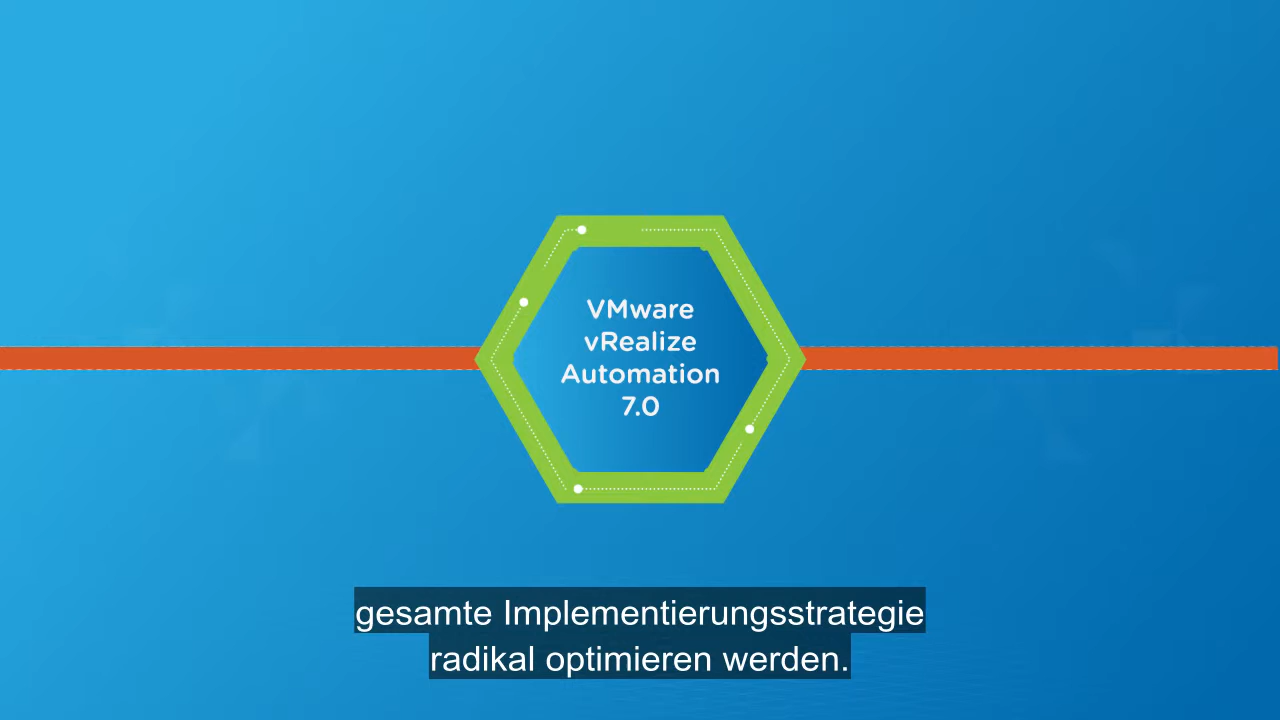 VMware
vRealize
Automation
7.0
gesamte Implementierungsstrategie
radikal optimieren werden.